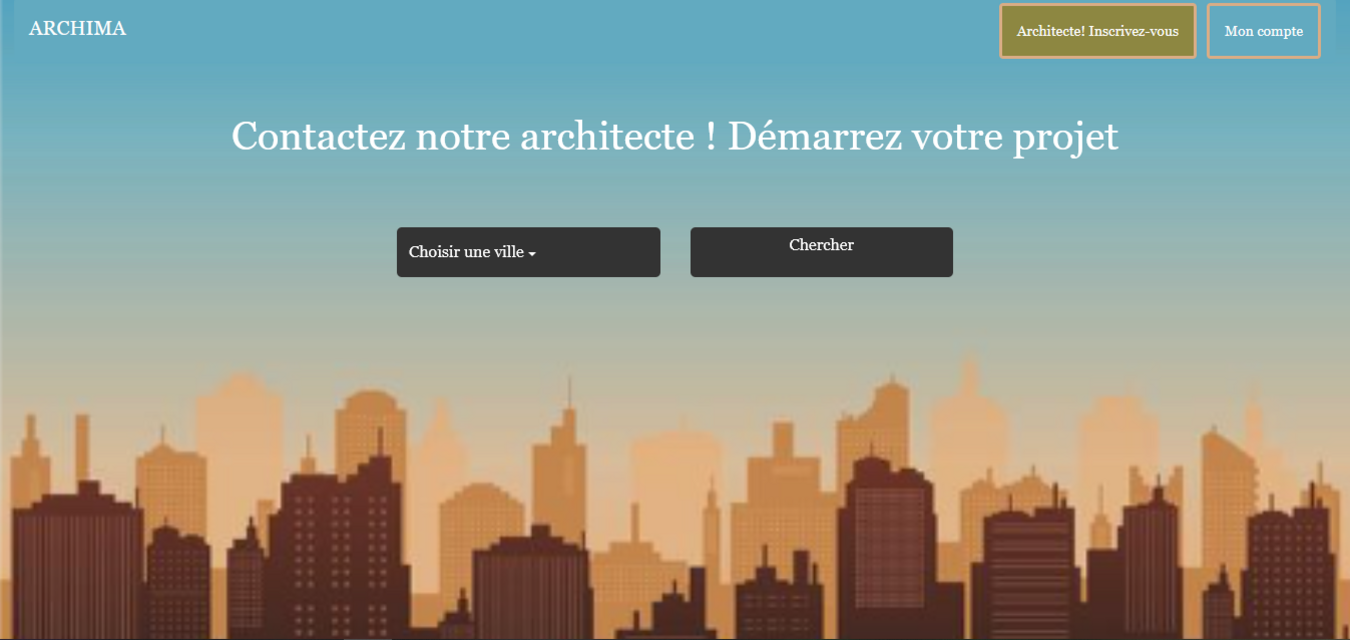 ARCHIMA
Architecte! Inscrivez-vous
Mon compte
Contactez notre architecte ! Démarrez votre projet
Choisir une ville
Chercher